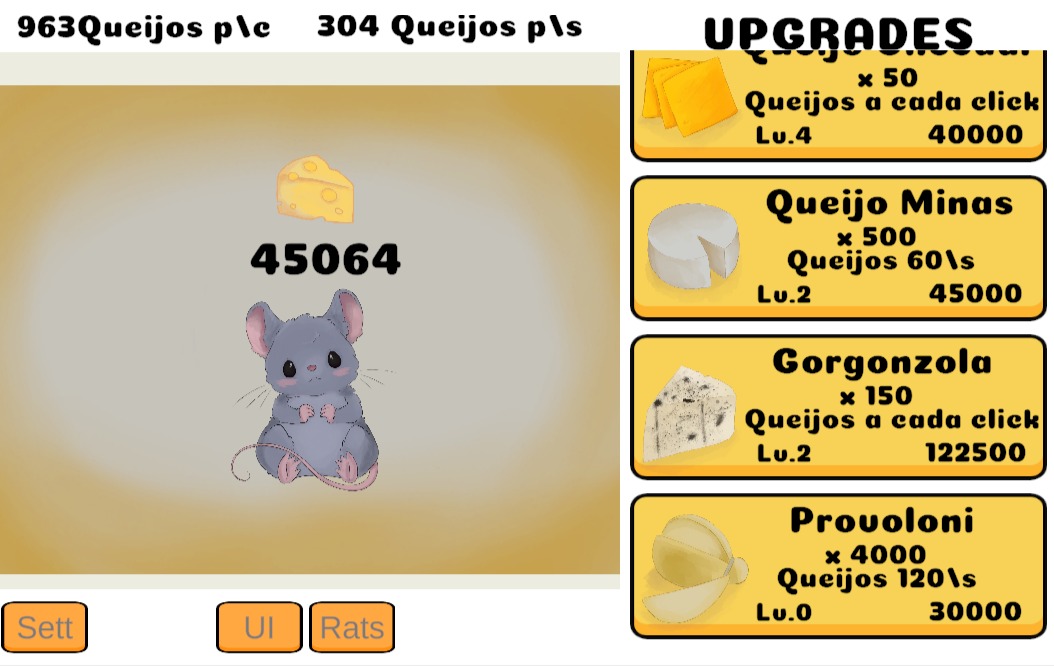 963Queijos p\c
304 Queijos p\s
UPGRADES
x 50
Queijos a cada click
Lv.4
40000
Queijo Minas
x 500
Queijos 60\s
Lv.2
45000
Gorgonzola
x 150
Queijos a cada click
Lv.2
122500
Provoloni
x 4000
Queijos 120\s
Lv.0
30000
45064
Sett
UI
Rats